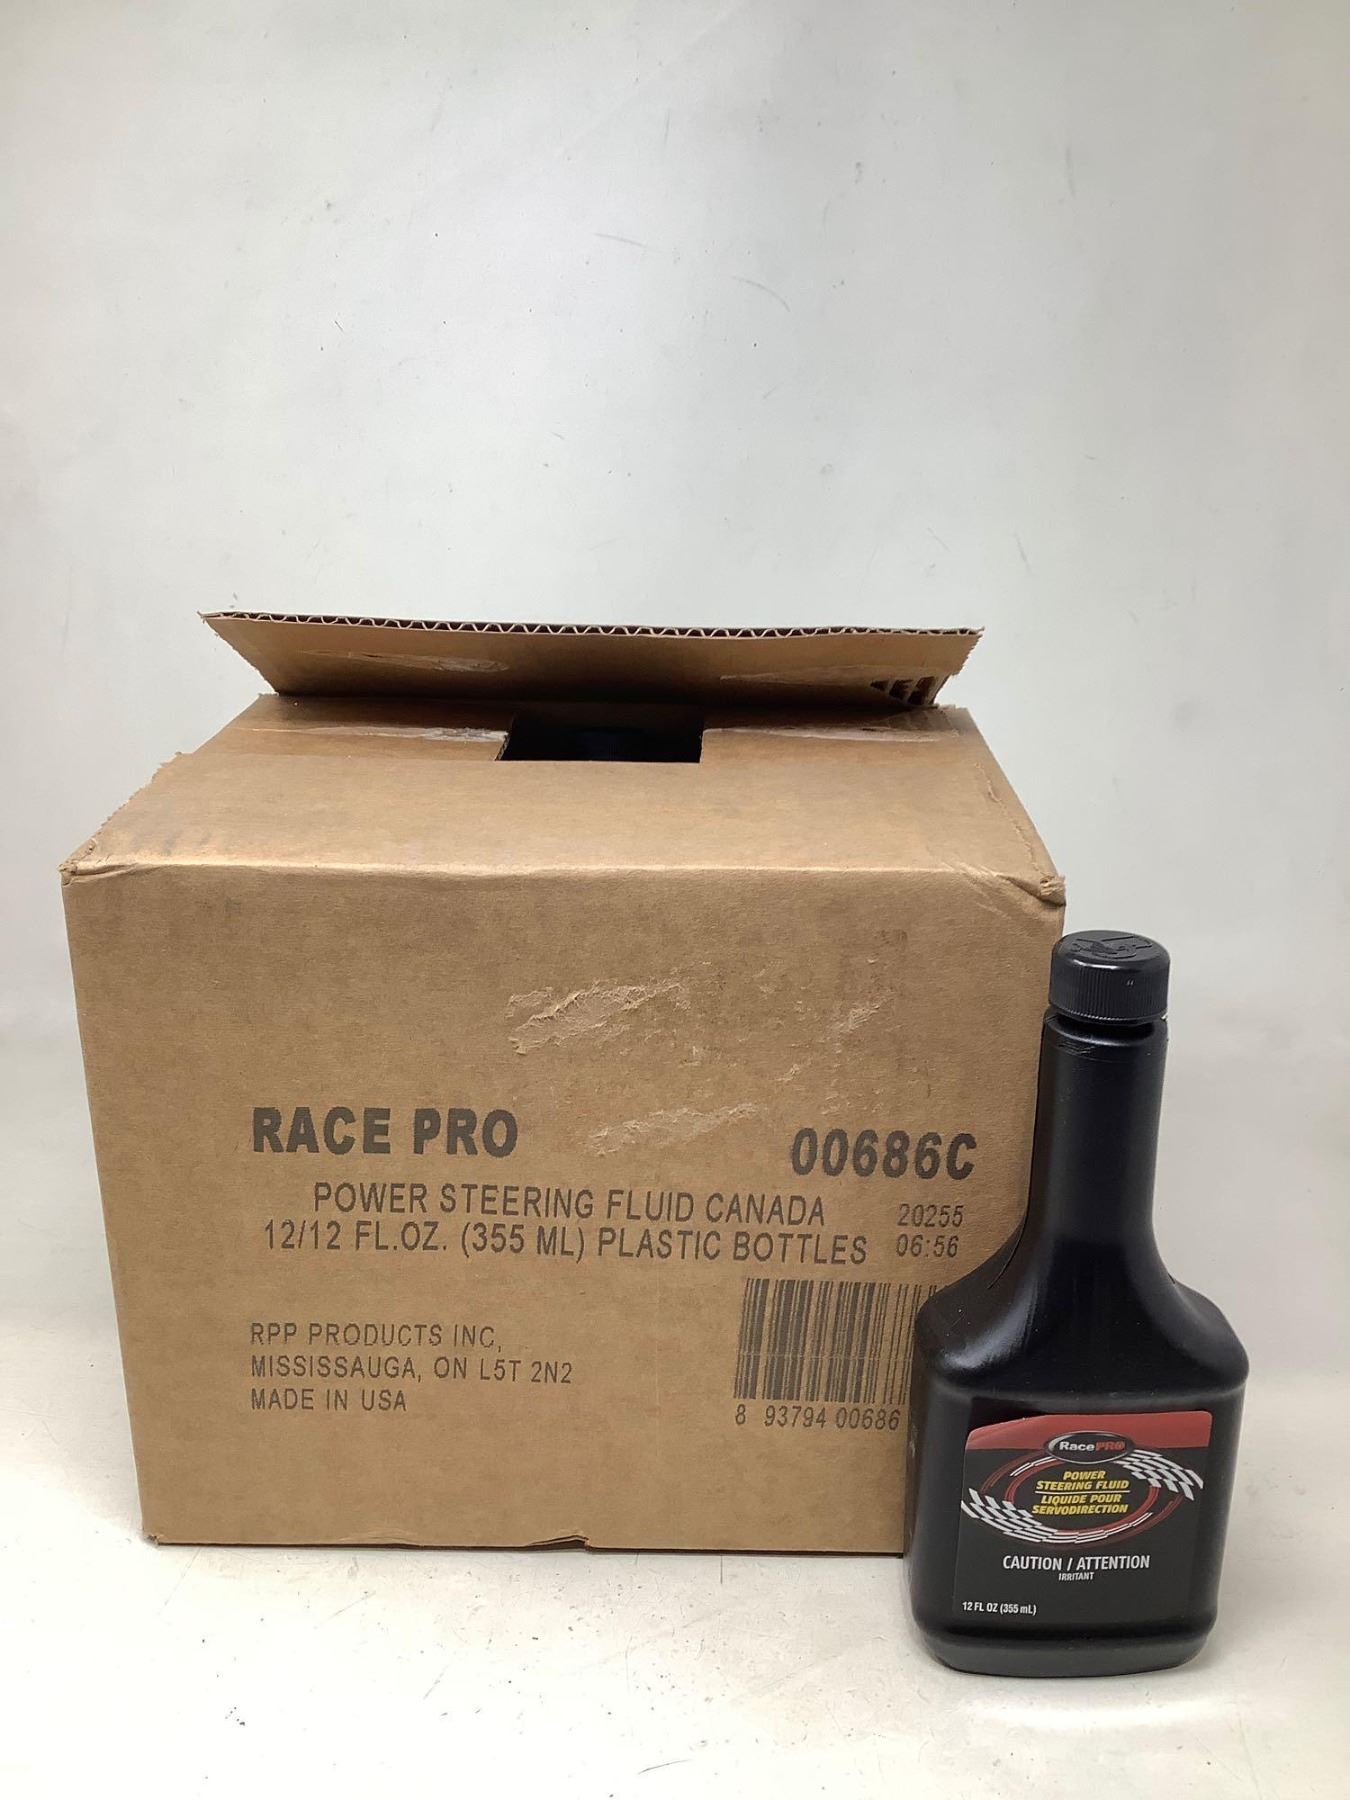 RACE PRO
00686C
POWER STEERING FLUID CANADA
20255
12/12 FL.OZ. (355 ML) PLASTIC BOTTLES
06:56
RPP PRODUCTS INC,
MISSISSAUGA, ON L5T 2N2
MADE IN USA
8 93794 00686
RacePRO
POWER
STEERING FLUID
LIQUIDE POUR
SERVODIRECTION
CAUTION / ATTENTION
IRRITANT
12 FL OZ (355 mL)